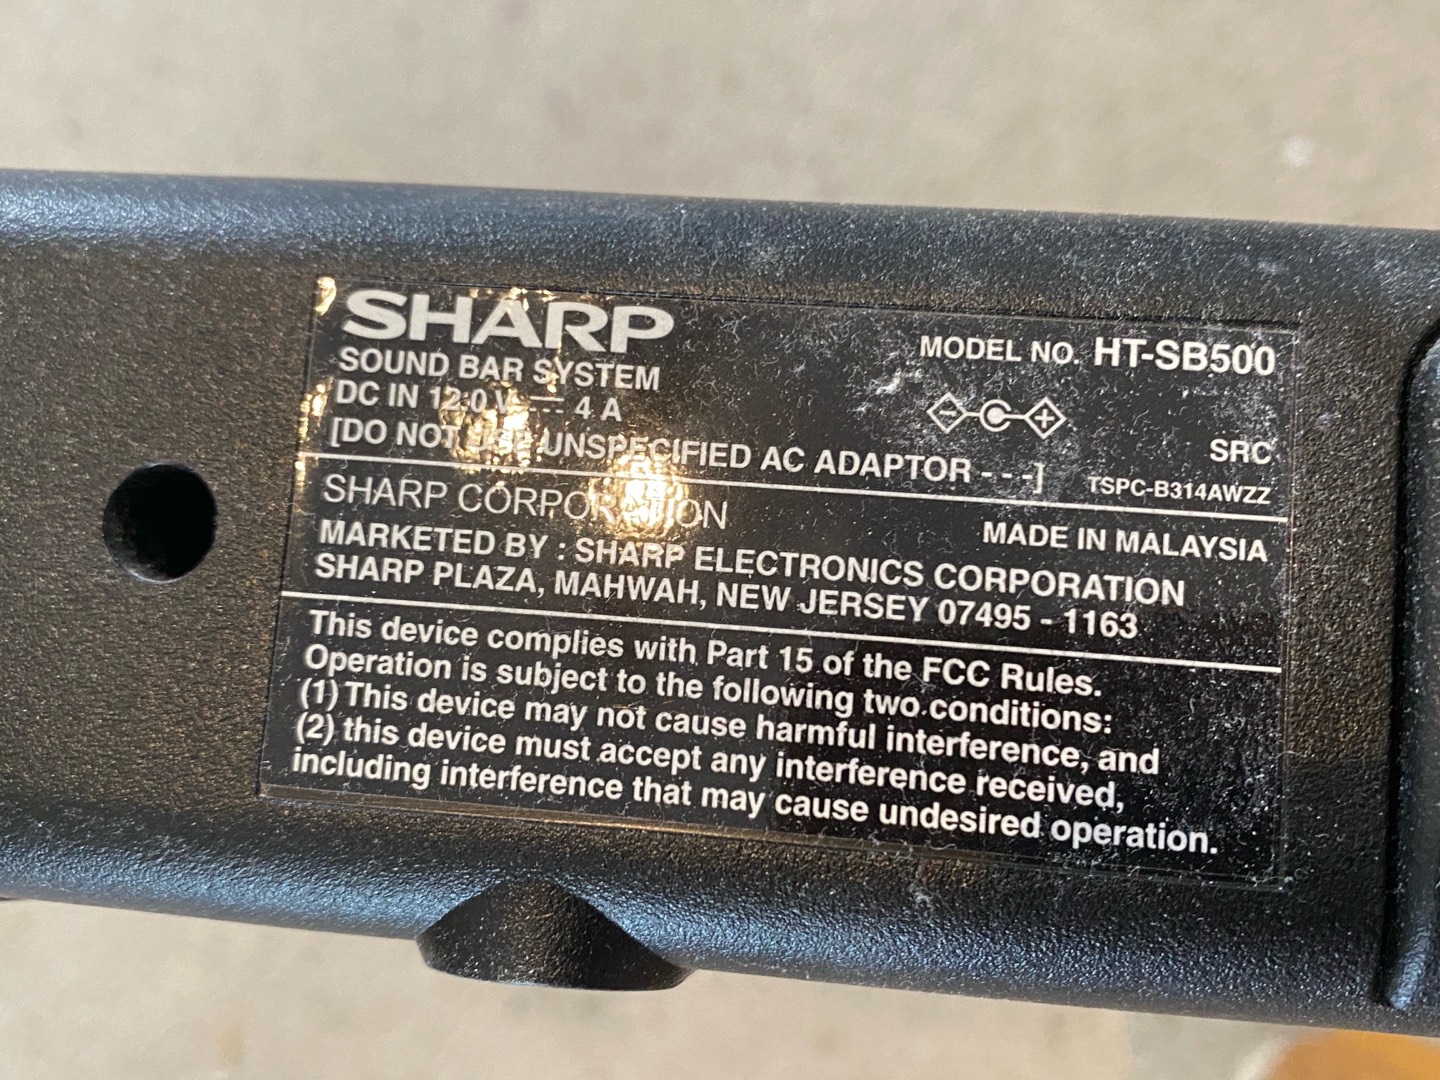 SHARP
SOUND BAR SYSTEM
MODEL NO. HT-SB500
DC IN 12.0 V 4 A
- +
[DO NOT USE UNSPECIFIED AC ADAPTOR - - -]
SRC
TSPC-B314AWZZ
SHARP CORPORATION
MADE IN MALAYSIA
MARKETED BY : SHARP ELECTRONICS CORPORATION
SHARP PLAZA, MAHWAH, NEW JERSEY 07495 - 1163
This device complies with Part 15 of the FCC Rules.
Operation is subject to the following two conditions:
(1) This device may not cause harmful interference, and
(2) this device must accept any interference received,
including interference that may cause undesired operation.